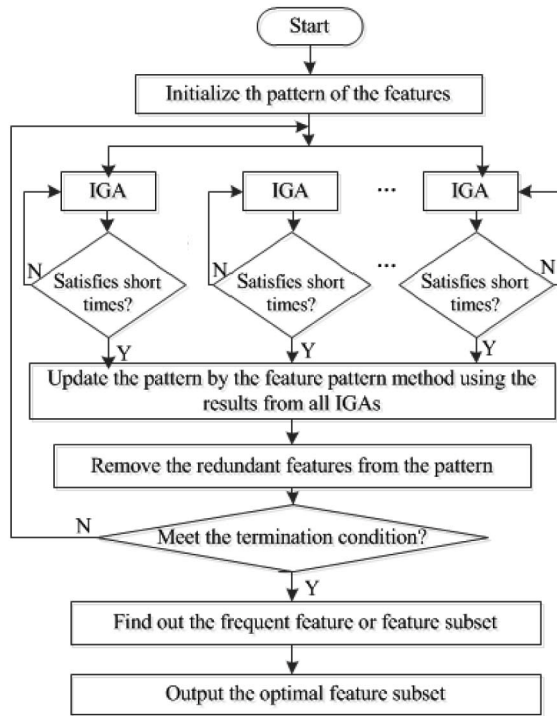 Start
Initialize th pattern of the features
IGA
IGA
...
IGA
N
Satisfies short
times?
N
Satisfies short
times?
...
Satisfies short
times?
N
Y
Y
Y
Update the pattern by the feature pattern method using the
results from all IGAs
Remove the redundant features from the pattern
N
Meet the termination condition?
Y
Find out the frequent feature or feature subset
Output the optimal feature subset